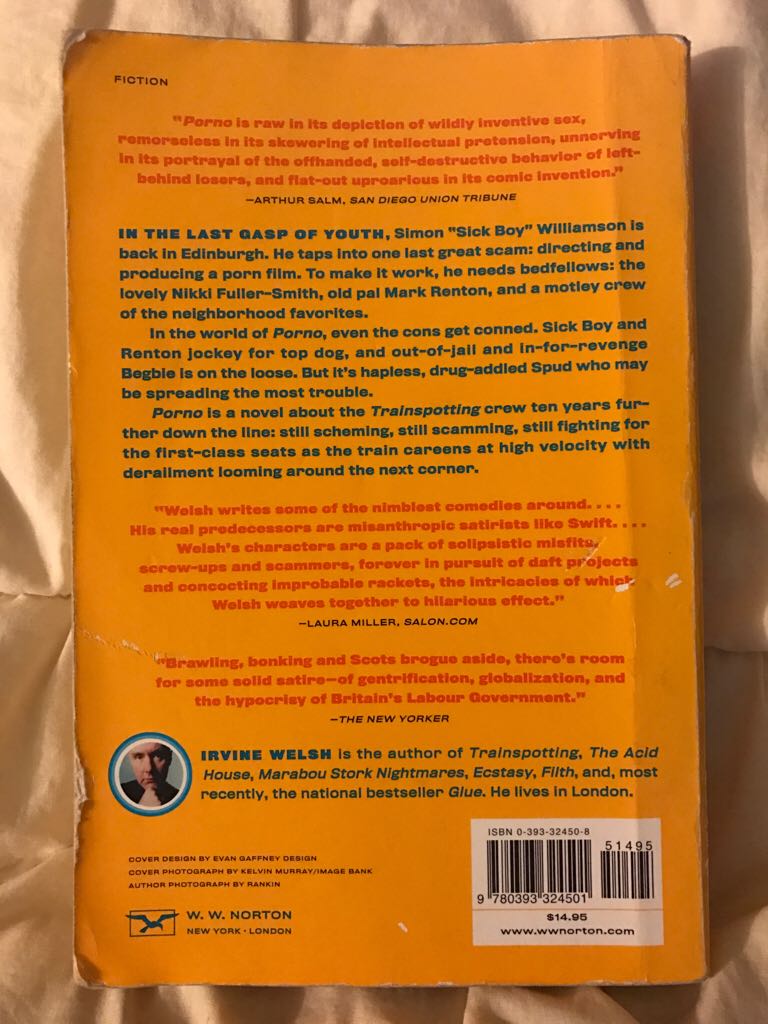 FICTION
"Porno is raw in its depiction of wildly inventive sex,
remorseless in its skewering of intellectual pretension, unnerving
in its portrayal of the offhanded, self-destructive behavior of left-
behind losers, and flat-out uproarious in its comic invention."
—ARTHUR SALM, SAN DIEGO UNION TRIBUNE
IN THE LAST GASP OF YOUTH, Simon "Sick Boy" Williamson is
back in Edinburgh. He taps into one last great scam: directing and
producing a porn film. To make it work, he needs bedfellows: the
lovely Nikki Fuller-Smith, old pal Mark Renton, and a motley crew
of the neighborhood favorites.
In the world of Porno, even the cons get conned. Sick Boy and
Renton jockey for top dog, and out-of-jail and in-for-revenge
Begbie is on the loose. But it's hapless, drug-addled Spud who may
be spreading the most trouble.
Porno is a novel about the Trainspotting crew ten years fur-
ther down the line: still scheming, still scamming, still fighting for
the first-class seats as the train careens at high velocity with
derailment looming around the next corner.
"Welsh writes some of the nimblest comedies around. . . .
His real predecessors are misanthropic satirists like Swift. . . .
Welsh's characters are a pack of solipsistic misfits,
screw-ups and scammers, forever in pursuit of daft projects
and concocting improbable rackets, the intricacies of which
Welsh weaves together to hilarious effect."
—LAURA MILLER, SALON.COM
"Brawling, bonking and Scots brogue aside, there's room
for some solid satire—of gentrification, globalization, and
the hypocrisy of Britain's Labour Government."
—THE NEW YORKER
IRVINE WELSH is the author of Trainspotting, The Acid
House, Marabou Stork Nightmares, Ecstasy, Filth, and, most
recently, the national bestseller Glue. He lives in London.
COVER DESIGN BY EVAN GAFFNEY DESIGN
COVER PHOTOGRAPH BY KELVIN MURRAY/IMAGE BANK
AUTHOR PHOTOGRAPH BY RANKIN
W. W. NORTON
NEW YORK • LONDON
ISBN 0-393-32450-8
51495
9 780393 324501
$14.95
www.wwnorton.com